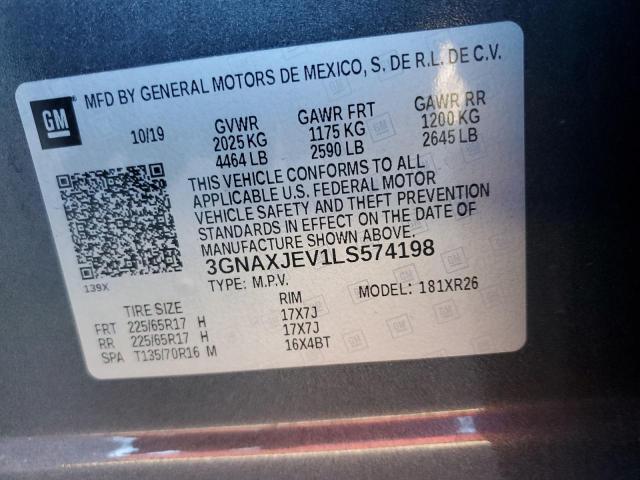 GM
® MFD BY GENERAL MOTORS DE MEXICO, S. DE R.L. DE C.V.
10/19 GVWR GAWR FRT GAWR RR
2025 KG 1175 KG 1200 KG
4464 LB 2590 LB 2645 LB
THIS VEHICLE CONFORMS TO ALL
APPLICABLE U.S. FEDERAL MOTOR
VEHICLE SAFETY AND THEFT PREVENTION
STANDARDS IN EFFECT ON THE DATE OF
MANUFACTURE SHOWN ABOVE.
139X
3GNAXJEV1LS574198
TYPE: M.P.V. MODEL: 181XR26
TIRE SIZE RIM
FRT 225/65R17 H 17X7J
RR 225/65R17 H 17X7J
SPA T135/70R16 M 16X4BT